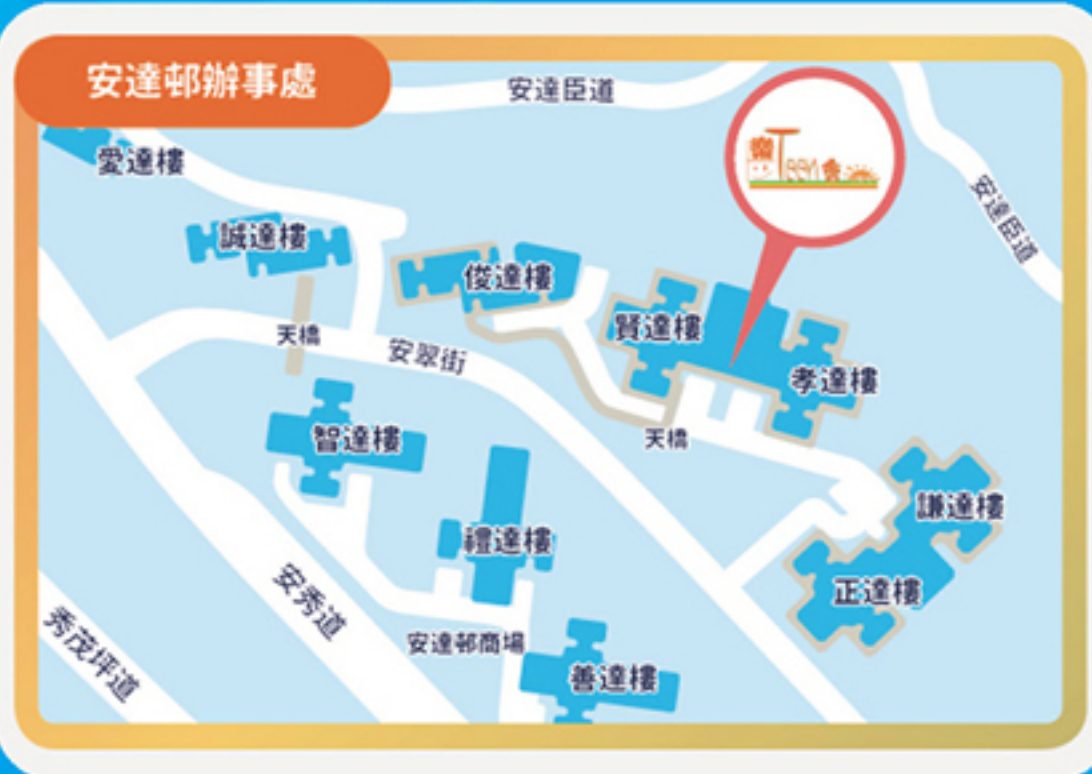 安達邨辦事處
安達臣道
愛達樓
安達臣道
誠達樓
俊達樓
賢達樓
天橋
安翠街
孝達樓
智達樓
天橋
謙達樓
禮達樓
正達樓
安秀道
秀茂坪道
安達邨商場
善達樓